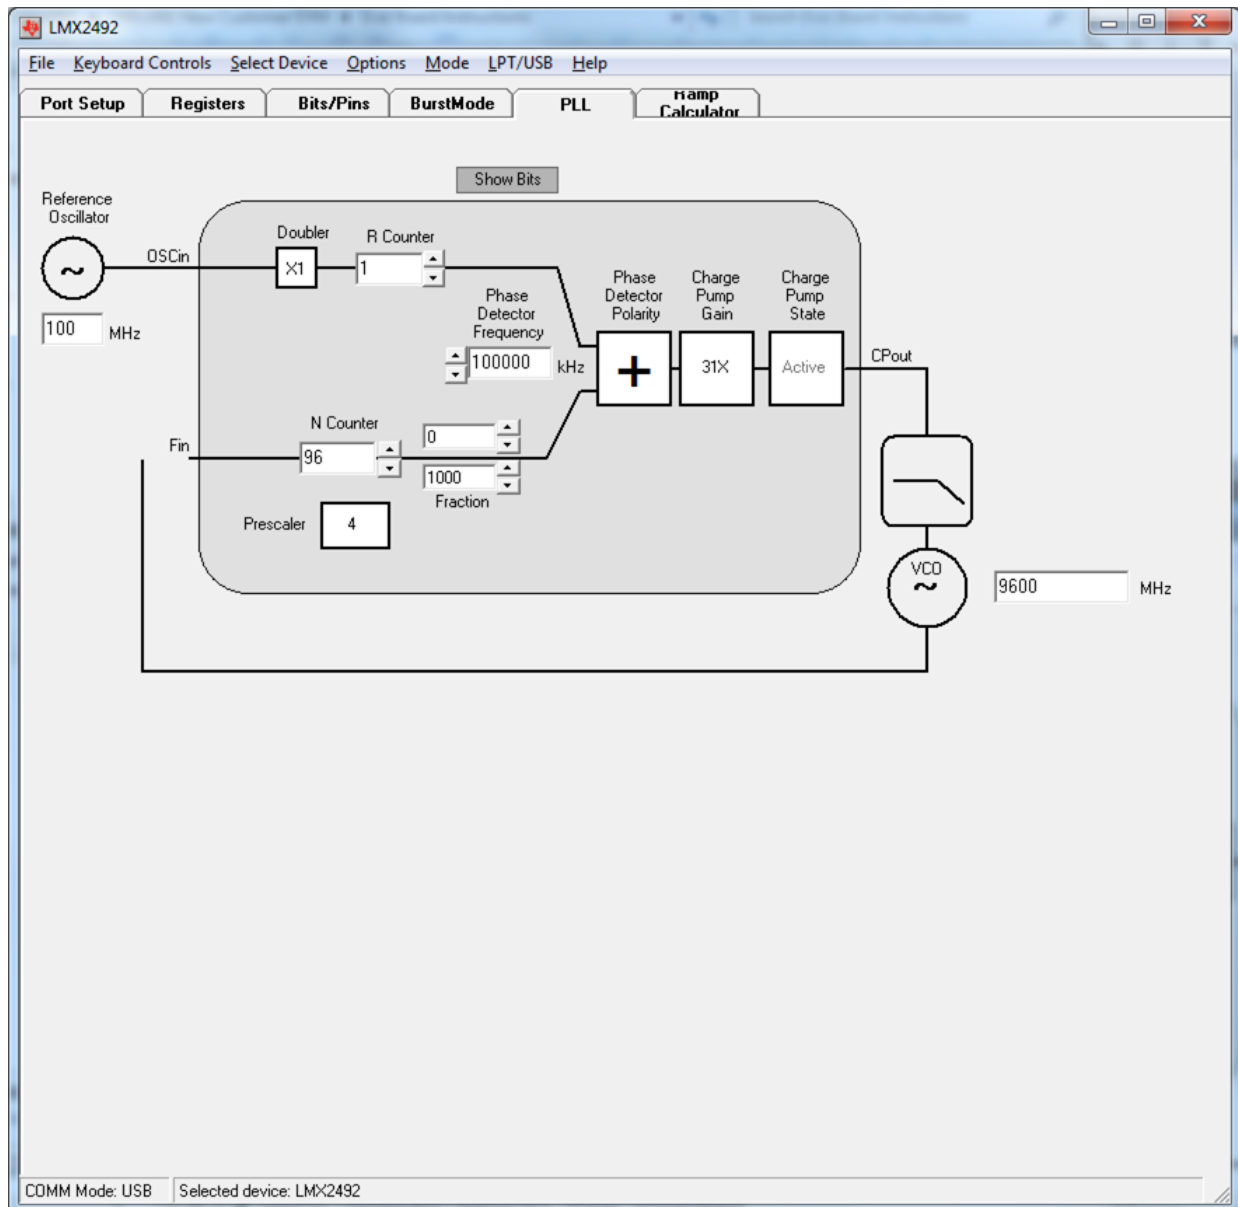 LMX2492
File Keyboard Controls Select Device Options Mode LPT/USB Help
Port Setup Registers Bits/Pins BurstMode PLL Ramp Calculator
Show Bits
Reference
Oscillator
OSCin
100 MHz
Doubler
X1
R Counter
1
Phase
Detector
Frequency
100000 kHz
Phase
Detector
Polarity
+
Charge
Pump
Gain
31X
Charge
Pump
State
Active
CPout
Fin
N Counter
96
0
1000
Fraction
Prescaler 4
VCO
~
9600 MHz
COMM Mode: USB Selected device: LMX2492